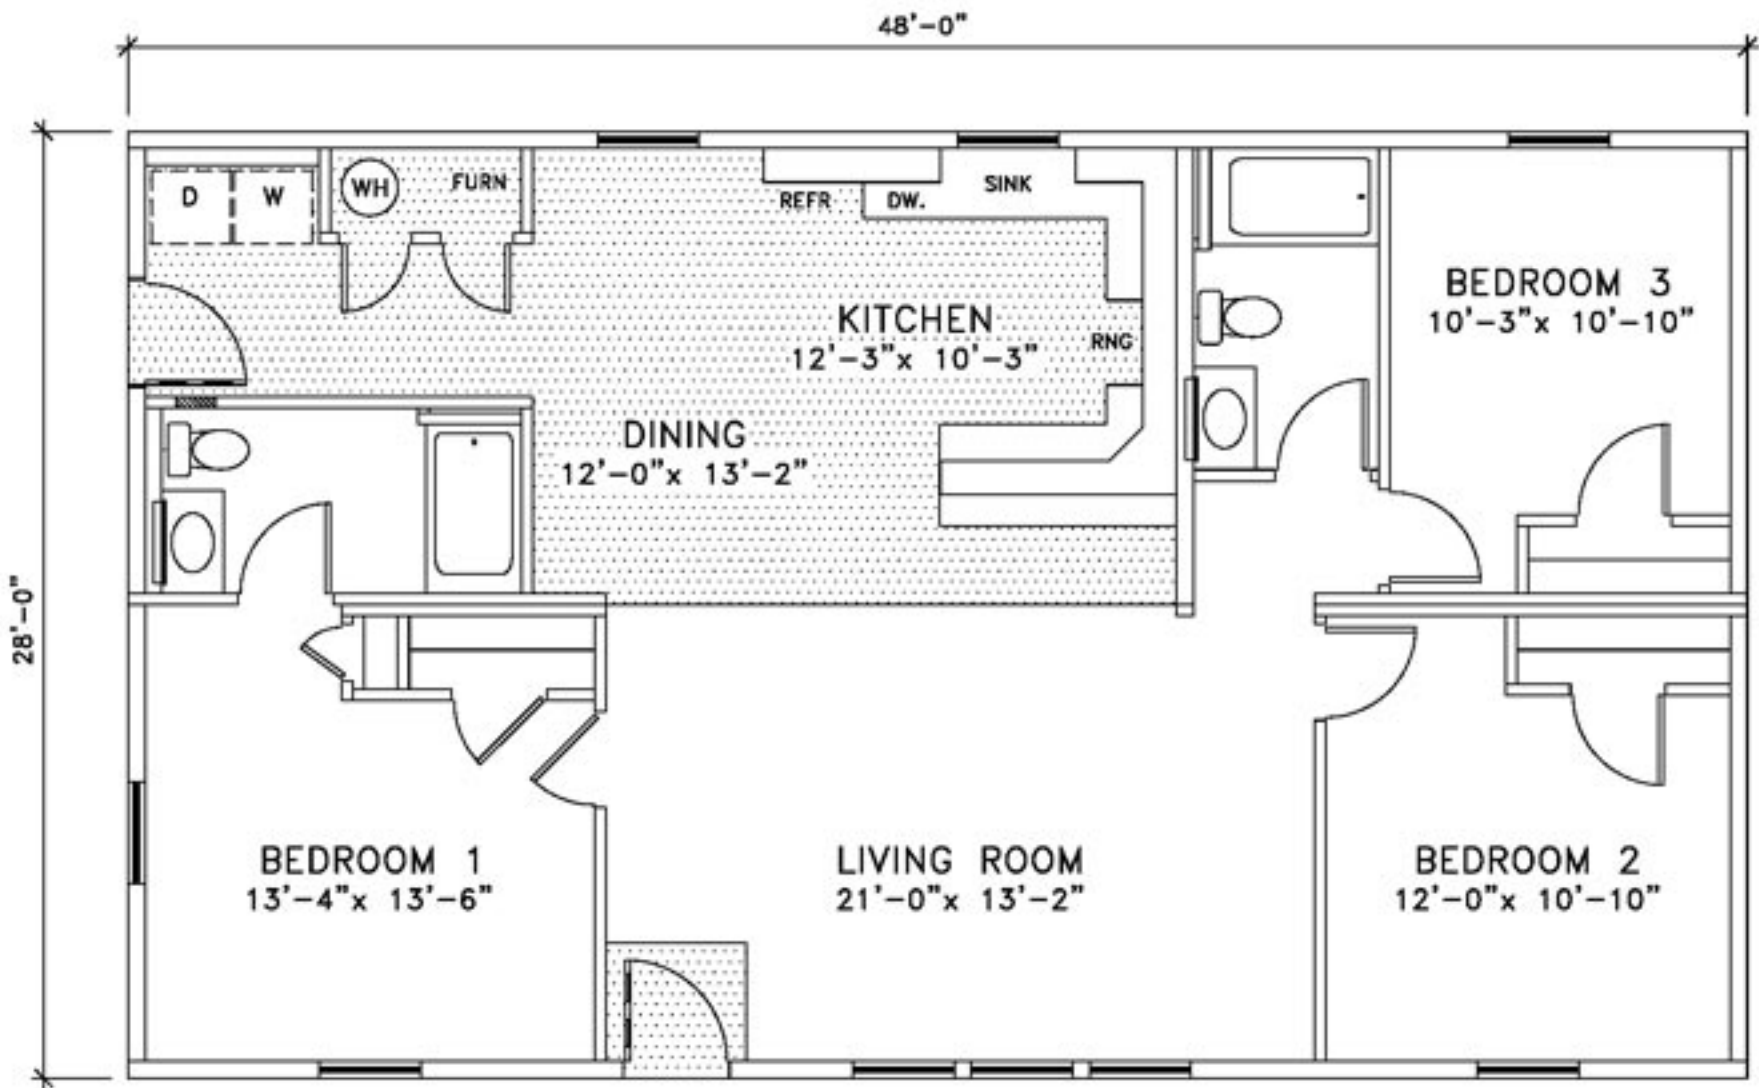 48'-0"
28'-0"
D
W
WH
FURN
REFR
DW.
SINK
KITCHEN
12'-3"x 10'-3"
RNG
BEDROOM 3
10'-3"x 10'-10"
DINING
12'-0"x 13'-2"
BEDROOM 1
13'-4"x 13'-6"
LIVING ROOM
21'-0"x 13'-2"
BEDROOM 2
12'-0"x 10'-10"